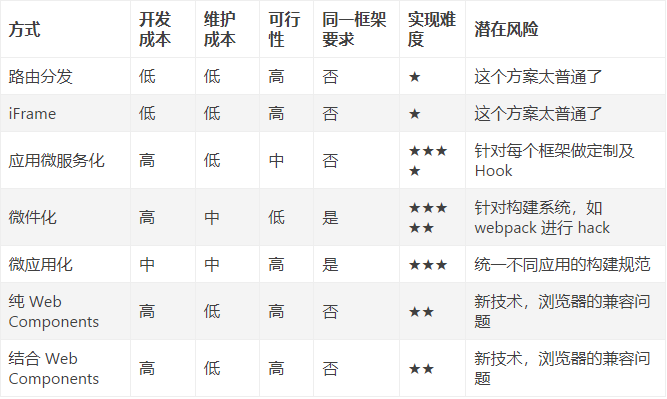 方式 开发成本 维护成本 可行性 同一框架要求 实现难度 潜在风险
路由分发 低 低 高 否 ★ 这个方案太普通了
iFrame 低 低 高 否 ★ 这个方案太普通了
应用微服务化 高 低 中 否 ★★★★ 针对每个框架做定制及 Hook
微件化 高 中 低 是 ★★★★★ 针对构建系统，如 webpack 进行 hack
微应用化 中 中 高 是 ★★★ 统一不同应用的构建规范
纯 Web Components 高 低 高 否 ★★ 新技术，浏览器的兼容问题
结合 Web Components 高 低 高 否 ★★ 新技术，浏览器的兼容问题